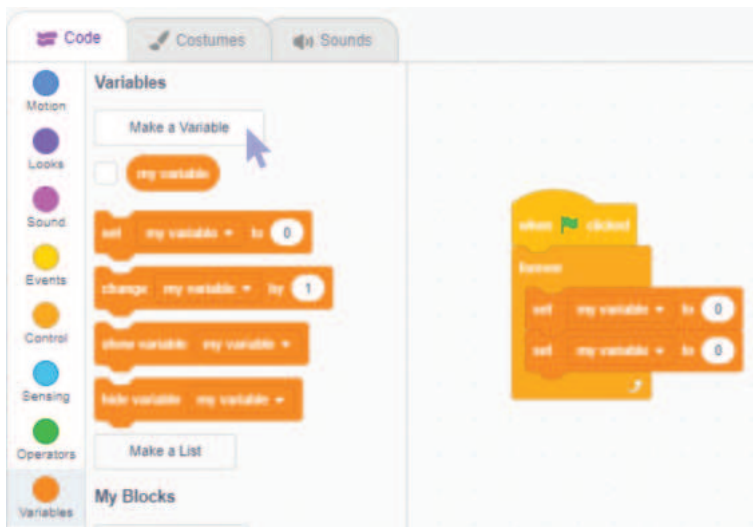 Code
Costumes
Sounds
Motion
Looks
Sound
Events
Control
Sensing
Operators
Variables
Variables
Make a Variable
my variable
set my variable to 0
change my variable by 1
show variable my variable
hide variable my variable
Make a List
My Blocks
when clicked
forever
set my variable to 0
set my variable to 0